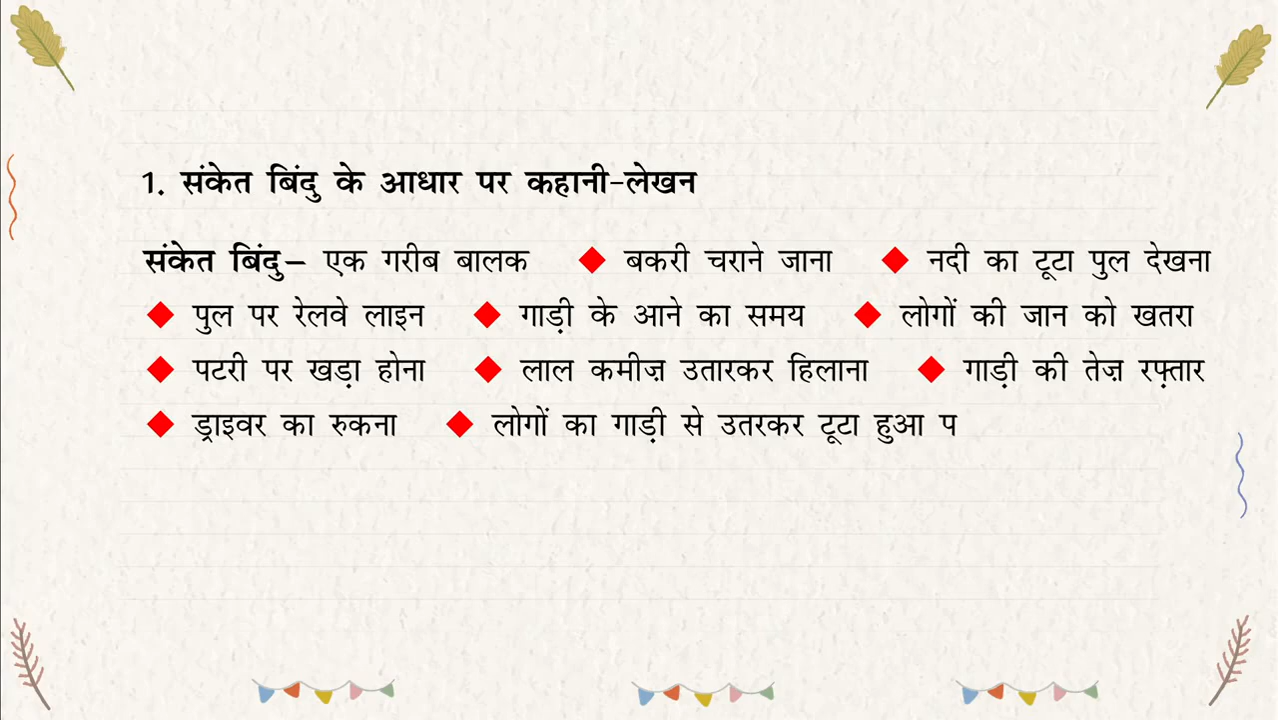 1. संकेत बिंदु के आधार पर कहानी-लेखन
संकेत बिंदु– एक गरीब बालक ◆ बकरी चराने जाना ◆ नदी का टूटा पुल देखना
◆ पुल पर रेलवे लाइन ◆ गाड़ी के आने का समय ◆ लोगों की जान को खतरा
◆ पटरी पर खड़ा होना ◆ लाल कमीज़ उतारकर हिलाना ◆ गाड़ी की तेज़ रफ़्तार
◆ ड्राइवर का रुकना ◆ लोगों का गाड़ी से उतरकर टूटा हुआ प